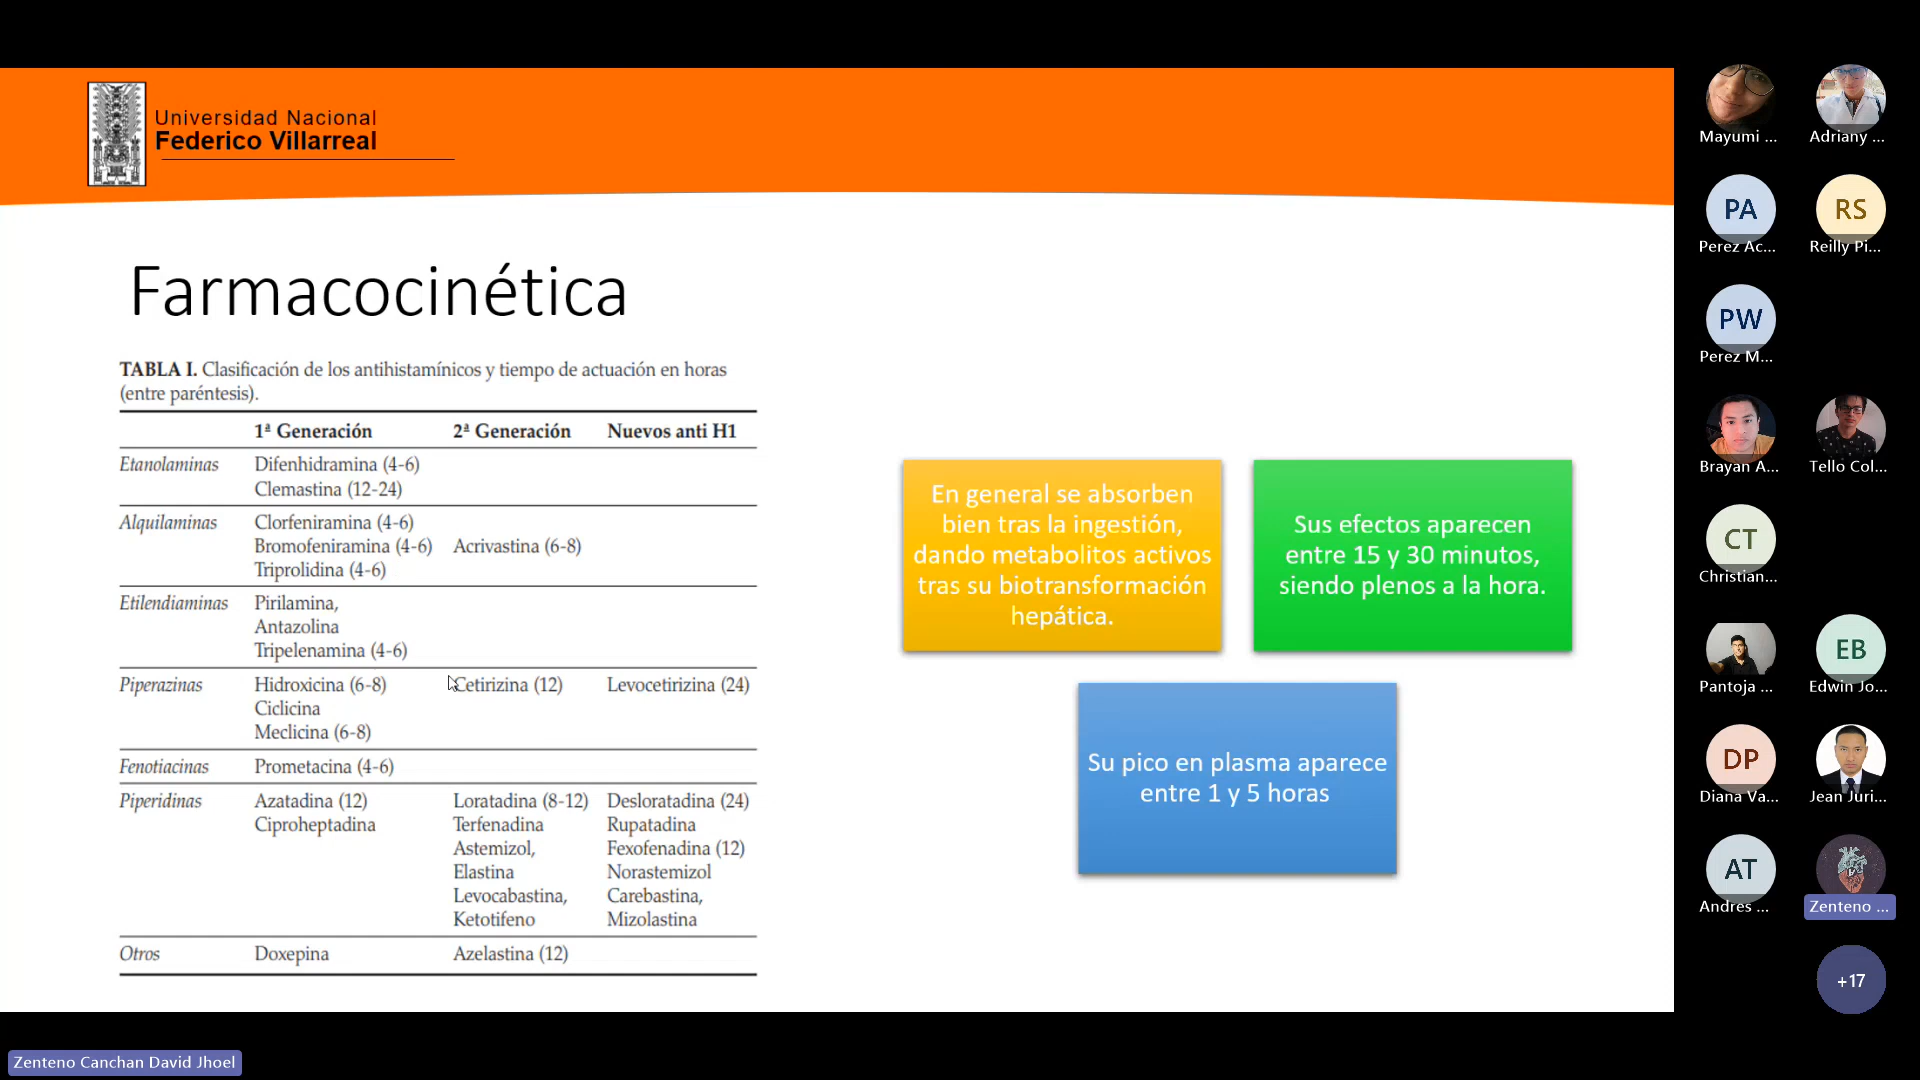 Universidad Nacional
Federico Villarreal
Farmacocinética
TABLA I. Clasificación de los antihistamínicos y tiempo de actuación en horas
(entre paréntesis).
1ª Generación 2ª Generación Nuevos anti H1
Etanolaminas Difenhidramina (4-6)
Clemastina (12-24)
Alquilaminas Clorfeniramina (4-6)
Bromofeniramina (4-6) Acrivastina (6-8)
Triprolidina (4-6)
Etilendiaminas Pirilamina,
Antazolina
Tripelenamina (4-6)
Piperazinas Hidroxicina (6-8) Cetirizina (12) Levocetirizina (24)
Ciclicina
Meclicina (6-8)
Fenotiacinas Prometacina (4-6)
Piperidinas Azatadina (12) Loratadina (8-12) Desloratadina (24)
Ciproheptadina Terfenadina Rupatadina
Astemizol, Fexofenadina (12)
Elastina Norastemizol
Levocabastina, Carebastina,
Ketotifeno Mizolastina
Otros Doxepina Azelastina (12)
En general se absorben
bien tras la ingestión,
dando metabolitos activos
tras su biotransformación
hepática.
Sus efectos aparecen
entre 15 y 30 minutos,
siendo plenos a la hora.
Su pico en plasma aparece
entre 1 y 5 horas
Mayumi ... Adriany ...
PA RS
Perez Ac... Reilly Pi...
PW
Perez M...
Brayan A... Tello Col...
CT
Christian...
EB
Pantoja ... Edwin Jo...
DP
Diana Va... Jean Juri...
AT
Andres ... Zenteno ...
+17
Zenteno Canchan David Jhoel